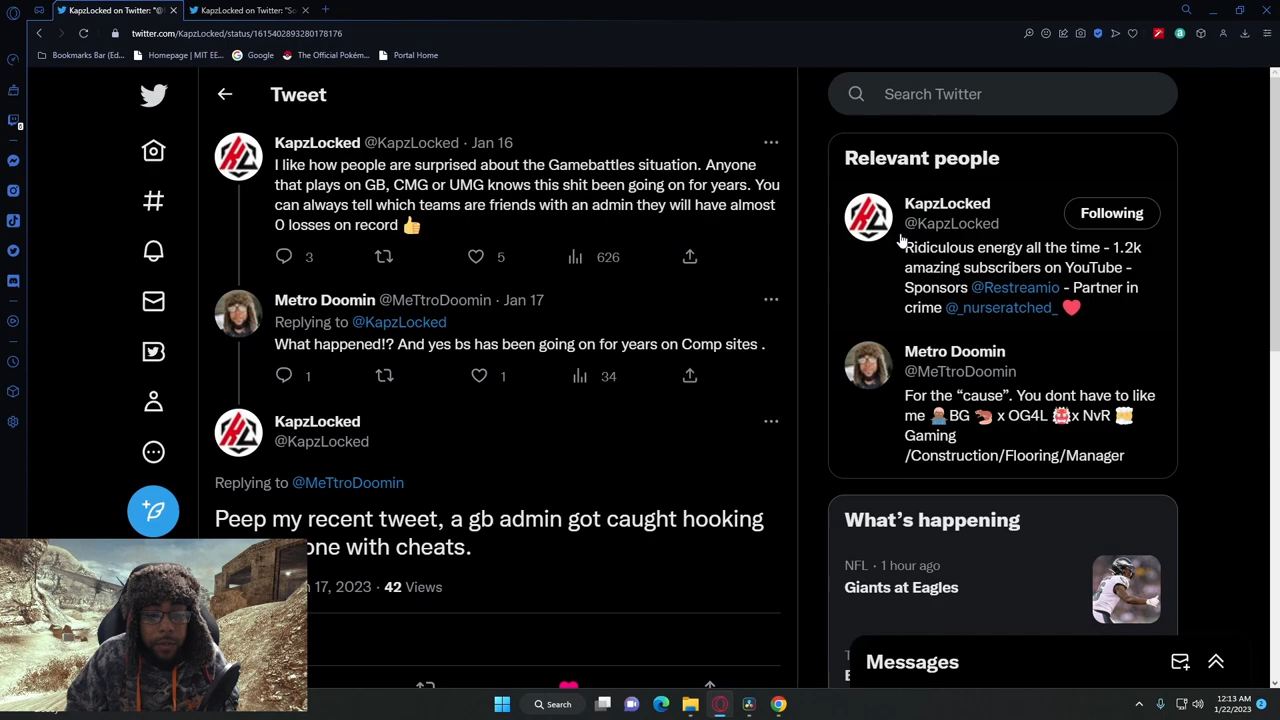 KapzLocked on Twitter: "@
KapzLocked on Twitter: "So
twitter.com/KapzLocked/status/1615402893280178176
Bookmarks Bar (Ed...
Homepage | MIT EE...
Google
The Official Pokém...
Portal Home
Tweet
KapzLocked @KapzLocked · Jan 16
I like how people are surprised about the Gamebattles situation. Anyone
that plays on GB, CMG or UMG knows this shit been going on for years. You
can always tell which teams are friends with an admin they will have almost
0 losses on record 👍
3 5 626
Metro Doomin @MeTtroDoomin · Jan 17
Replying to @KapzLocked
What happened!? And yes bs has been going on for years on Comp sites .
1 1 34
KapzLocked
@KapzLocked
Replying to @MeTtroDoomin
Peep my recent tweet, a gb admin got caught hooking
one with cheats.
17, 2023 · 42 Views
Search Twitter
Relevant people
KapzLocked
@KapzLocked
Following
Ridiculous energy all the time - 1.2k
amazing subscribers on YouTube -
Sponsors @Restreamio - Partner in
crime @_nurseratched_ ❤️
Metro Doomin
@MeTtroDoomin
For the “cause”. You dont have to like
me BG 🦐 x OG4L x NvR 🍻
Gaming
/Construction/Flooring/Manager
What's happening
NFL · 1 hour ago
Giants at Eagles
Messages
Search
12:13 AM
1/22/2023